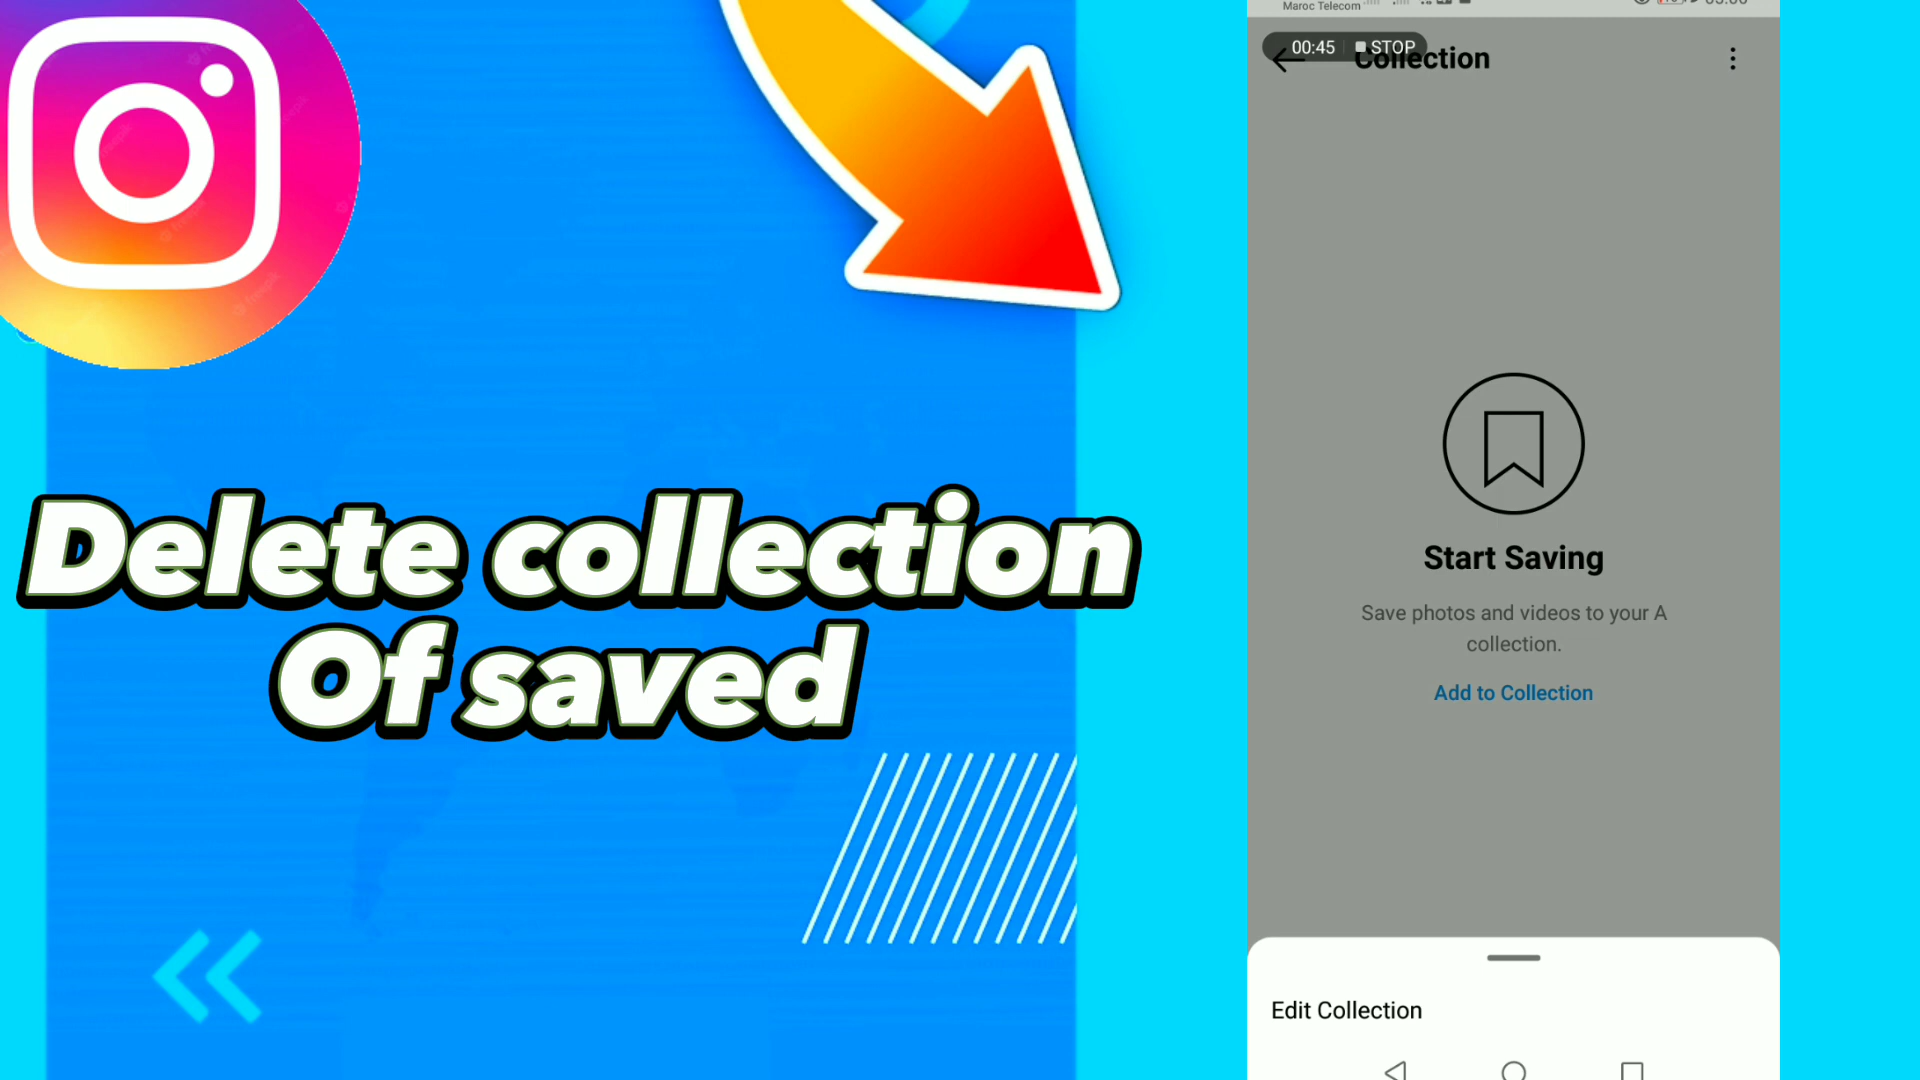 Delete collection
Of saved
Maroc Telecom
00:45 STOP
Collection
Start Saving
Save photos and videos to your A
collection.
Add to Collection
Edit Collection